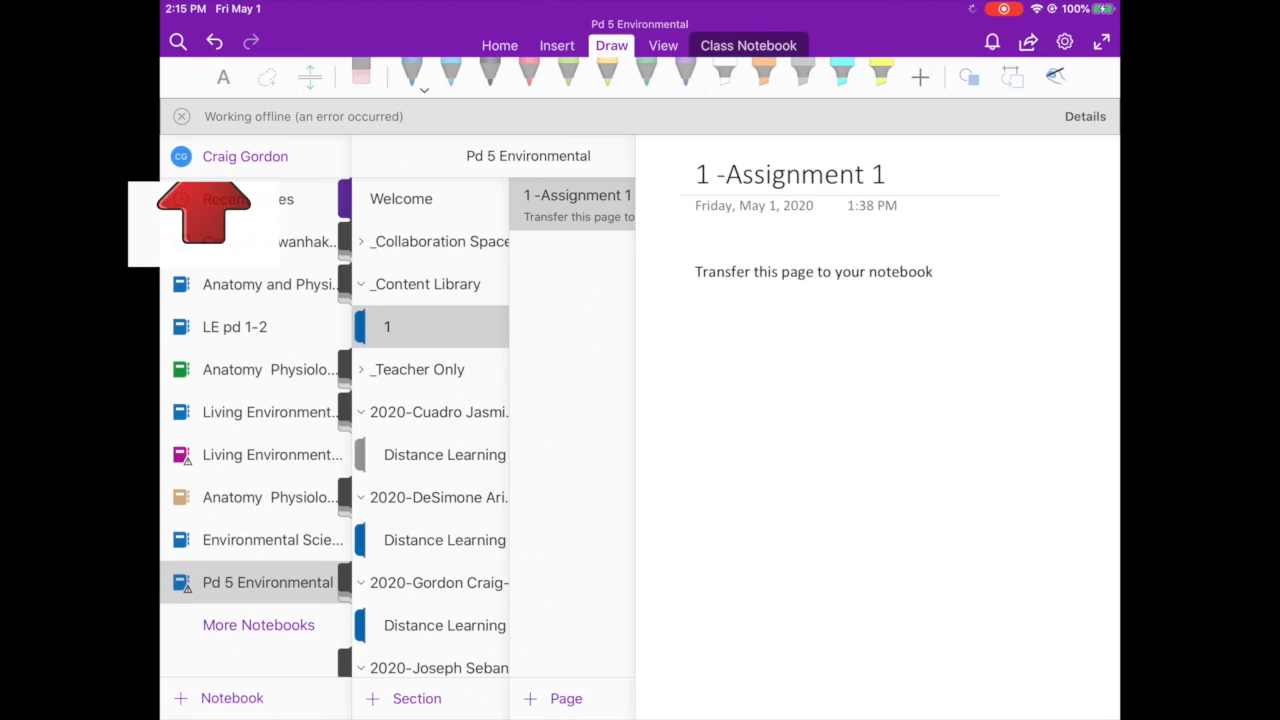 2:15 PM Fri May 1
100%
Pd 5 Environmental
Home Insert Draw View Class Notebook
A
Working offline (an error occurred)
Details
CG Craig Gordon
Pd 5 Environmental
es
wanhak...
Anatomy and Physi...
LE pd 1-2
Anatomy Physiolo...
Living Environment...
Living Environment...
Anatomy Physiolo...
Environmental Scie...
Pd 5 Environmental
More Notebooks
+ Notebook
Welcome
_Collaboration Space
_Content Library
1
_Teacher Only
2020-Cuadro Jasmi.
Distance Learning
2020-DeSimone Ari.
Distance Learning
2020-Gordon Craig-
Distance Learning
2020-Joseph Seban
+ Section
1 -Assignment 1
Transfer this page to
+ Page
1 -Assignment 1
Friday, May 1, 2020 1:38 PM
Transfer this page to your notebook